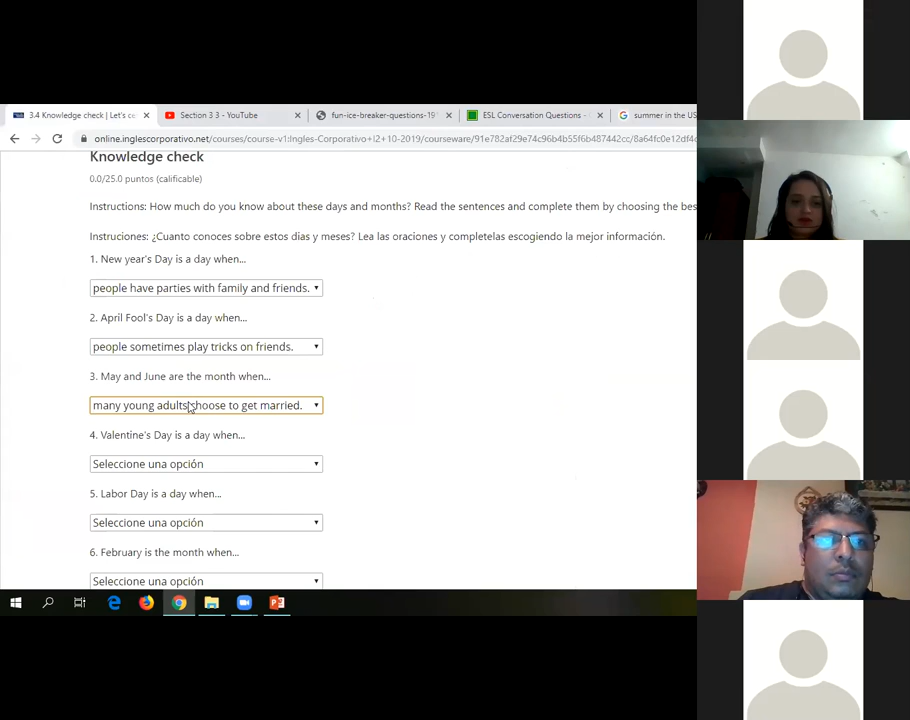 3.4 Knowledge check | Let's ce
Section 3 3 - YouTube
fun-ice-breaker-questions-19
ESL Conversation Questions -
summer in the US
online.inglescorporativo.net/courses/course-v1:Ingles-Corporativo+I2+10-2019/courseware/91e782af29e74c96b4b55f6b487442cc/8a64fc0e12df4c
Knowledge check
0.0/25.0 puntos (calificable)
Instructions: How much do you know about these days and months? Read the sentences and complete them by choosing the bes
Instruciones: ¿Cuanto conoces sobre estos días y meses? Lea las oraciones y completelas escogiendo la mejor información.
1. New year's Day is a day when...
people have parties with family and friends.
2. April Fool's Day is a day when...
people sometimes play tricks on friends.
3. May and June are the month when...
many young adults choose to get married.
4. Valentine's Day is a day when...
Seleccione una opción
5. Labor Day is a day when...
Seleccione una opción
6. February is the month when...
Seleccione una opción